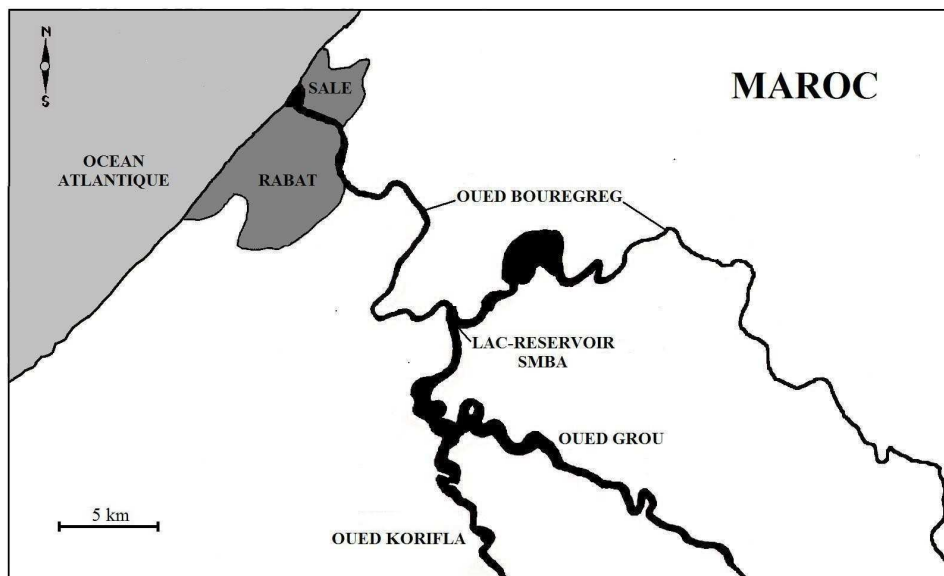 N
S
SALE
MAROC
OCEAN
ATLANTIQUE
RABAT
OUED BOUREGREG
LAC-RESERVOIR
SMBA
OUED GROU
5 km
OUED KORIFLA